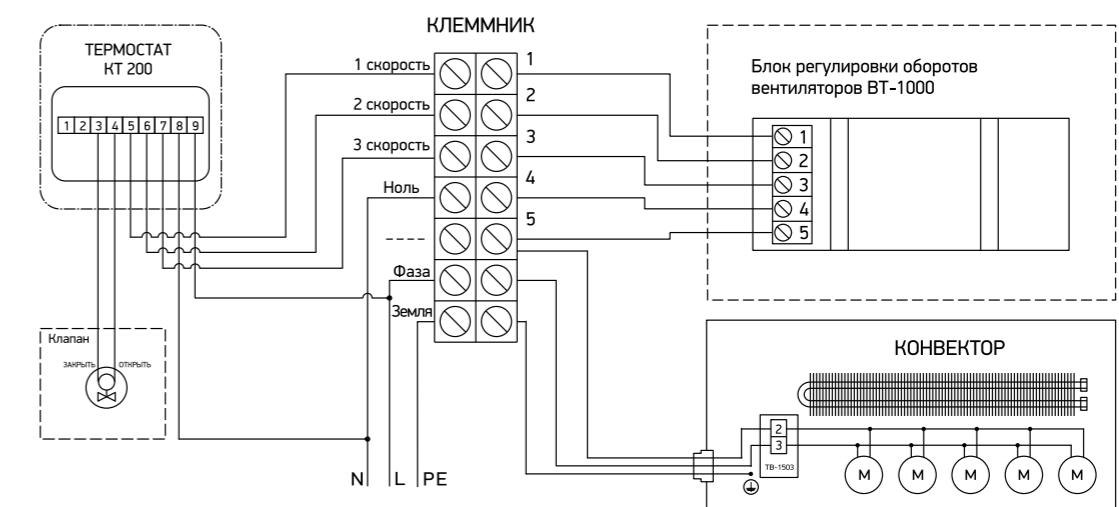 КЛЕММНИК
ТЕРМОСТАТ
КТ 200
1 2 3 4 5 6 7 8 9
1 скорость
2 скорость
3 скорость
Ноль
----
Фаза
Земля
1
2
3
4
5
Блок регулировки оборотов
вентиляторов ВТ-1000
1
2
3
4
5
Клапан
ЗАКРЫТЬ
ОТКРЫТЬ
N L PE
КОНВЕКТОР
2
3
ТВ-1503
М М М М М